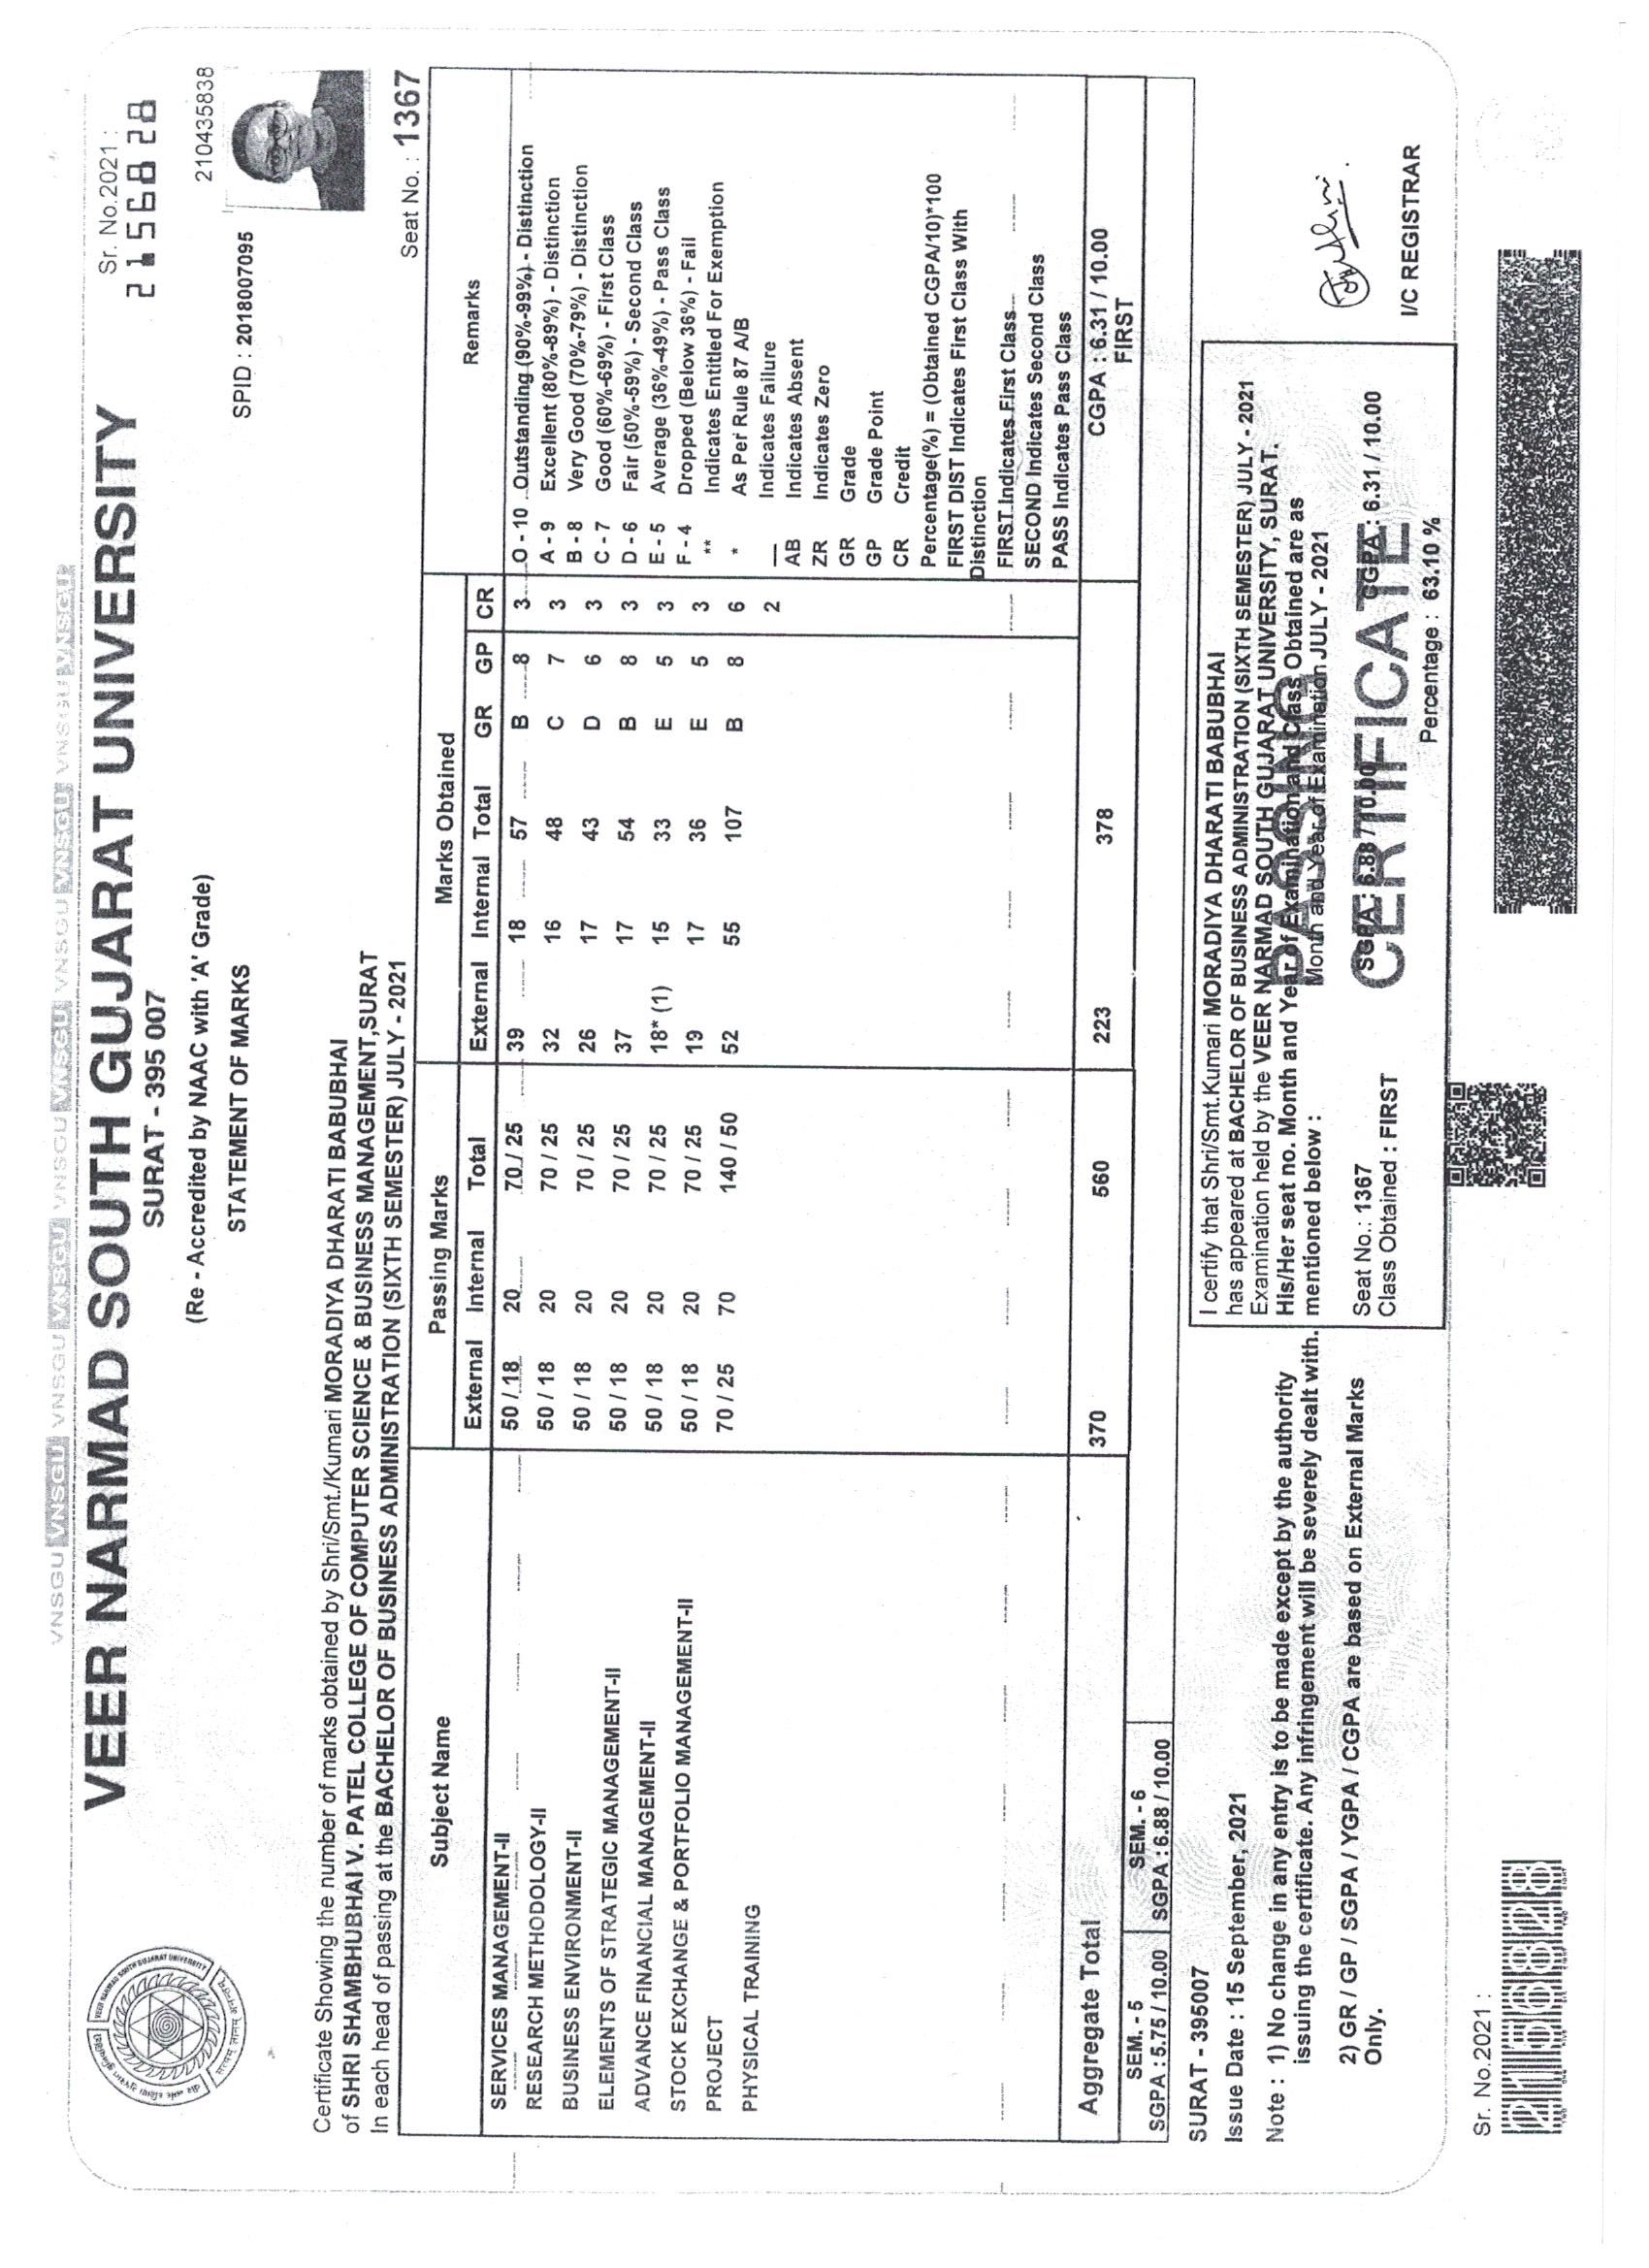 VNSGU VNSGU VNSGU VNSGU VNSGU VNSGU VNSGU VNSGU VNSGU VNSGU VNSGU
VEER NARMAD SOUTH GUJARAT UNIVERSITY
SURAT - 395 007
(Re - Accredited by NAAC with 'A' Grade)
STATEMENT OF MARKS
Sr. No.2021 :
2156828
210435838
SPID : 2018007095
Certificate Showing the number of marks obtained by Shri/Smt./Kumari MORADIYA DHARATI BABUBHAI
of SHRI SHAMBHUBHAI V. PATEL COLLEGE OF COMPUTER SCIENCE & BUSINESS MANAGEMENT,SURAT
In each head of passing at the BACHELOR OF BUSINESS ADMINISTRATION (SIXTH SEMESTER) JULY - 2021
Seat No. : 1367
Subject Name Passing Marks Marks Obtained Remarks
External Internal Total External Internal Total GR GP CR
SERVICES MANAGEMENT-II 50 / 18 20 70 / 25 39 18 57 B 8 3
RESEARCH METHODOLOGY-II 50 / 18 20 70 / 25 32 16 48 C 7 3
BUSINESS ENVIRONMENT-II 50 / 18 20 70 / 25 26 17 43 D 6 3
ELEMENTS OF STRATEGIC MANAGEMENT-II 50 / 18 20 70 / 25 37 17 54 B 8 3
ADVANCE FINANCIAL MANAGEMENT-II 50 / 18 20 70 / 25 18* (1) 15 33 E 5 3
STOCK EXCHANGE & PORTFOLIO MANAGEMENT-II 50 / 18 20 70 / 25 19 17 36 E 5 3
PROJECT 70 / 25 70 140 / 50 52 55 107 B 8 6
PHYSICAL TRAINING 2
O - 10 Outstanding (90%-99%) - Distinction
A - 9 Excellent (80%-89%) - Distinction
B - 8 Very Good (70%-79%) - Distinction
C - 7 Good (60%-69%) - First Class
D - 6 Fair (50%-59%) - Second Class
E - 5 Average (36%-49%) - Pass Class
F - 4 Dropped (Below 36%) - Fail
** Indicates Entitled For Exemption
* As Per Rule 87 A/B
— Indicates Failure
AB Indicates Absent
ZR Indicates Zero
GR Grade
GP Grade Point
CR Credit
Percentage(%) = (Obtained CGPA/10)*100
FIRST DIST Indicates First Class With
Distinction
FIRST Indicates First Class
SECOND Indicates Second Class
PASS Indicates Pass Class
Aggregate Total 370 560 223 378 CGPA : 6.31 / 10.00
FIRST
SEM. - 5 SEM. - 6
SGPA : 5.75 / 10.00 SGPA : 6.88 / 10.00
SURAT - 395007
Issue Date : 15 September, 2021
Note : 1) No change in any entry is to be made except by the authority
issuing the certificate. Any infringement will be severely dealt with.
2) GR / GP / SGPA / YGPA / CGPA are based on External Marks
Only.
PASSING
CERTIFICATE
I certify that Shri/Smt.Kumari MORADIYA DHARATI BABUBHAI
has appeared at BACHELOR OF BUSINESS ADMINISTRATION (SIXTH SEMESTER) JULY - 2021
Examination held by the VEER NARMAD SOUTH GUJARAT UNIVERSITY, SURAT.
His/Her seat no. Month and Year of Examination and Class Obtained are as
mentioned below : Month and Year of Examination JULY - 2021
Seat No.: 1367 SGPA : 6.88 / 10.00 CGPA : 6.31 / 10.00
Class Obtained : FIRST Percentage : 63.10 %
I/C REGISTRAR
Sr. No.2021 :
2156828